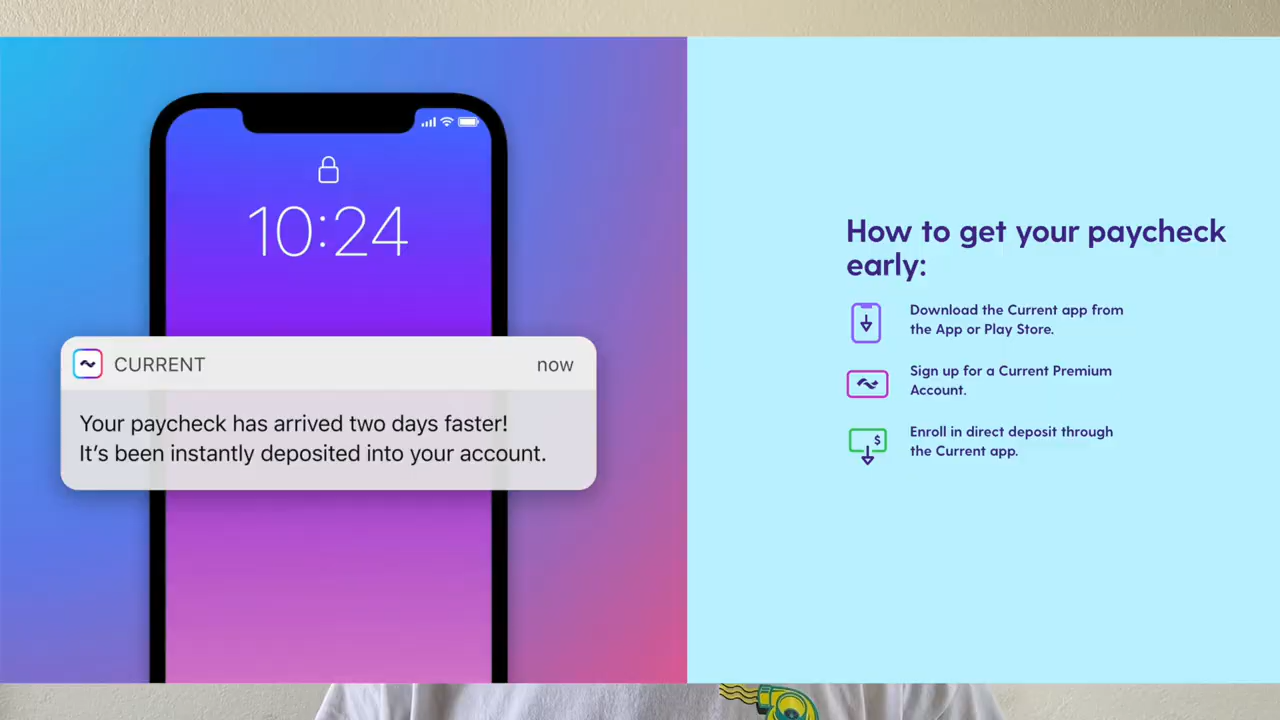 10:24
CURRENT
now
Your paycheck has arrived two days faster!
It's been instantly deposited into your account.
How to get your paycheck
early:
Download the Current app from
the App or Play Store.
Sign up for a Current Premium
Account.
$
Enroll in direct deposit through
the Current app.